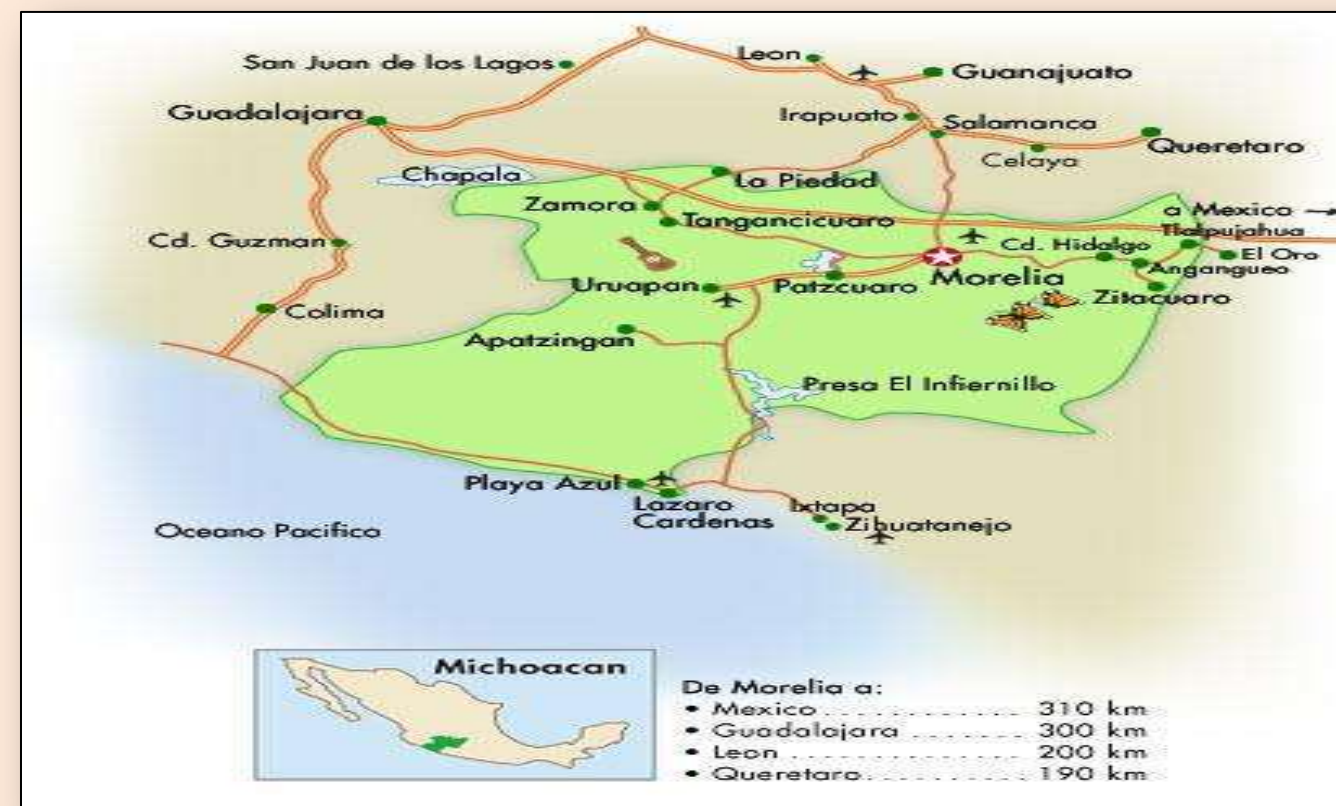 San Juan de los Lagos
Leon
Guanajuato
Guadalajara
Irapuato
Salamanca
Queretaro
Celaya
Chapala
La Piedad
Zamora
Tangancicuaro
a Mexico
Tlalpujahua
Cd. Guzman
Cd. Hidalgo
El Oro
Angangueo
Morelia
Uruapan
Patzcuaro
Zitacuaro
Colima
Apatzingan
Presa El Infiernillo
Playa Azul
Lazaro
Cardenas
Ixtapa
Zihuatanejo
Oceano Pacifico
Michoacan
De Morelia a:
• Mexico . . . . . . . . . . . . . 310 km
• Guadalajara . . . . . . . 300 km
• Leon . . . . . . . . . . . . . . . 200 km
• Queretaro. . . . . . . . . . 190 km